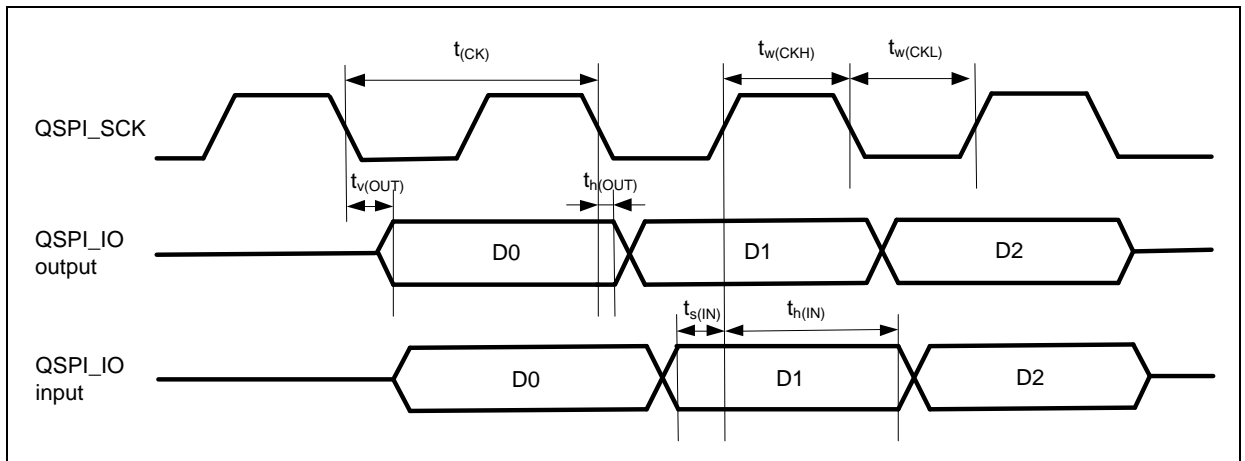 t(CK)
tw(CKH)
tw(CKL)
QSPI_SCK
tv(OUT)
th(OUT)
QSPI_IO
output
D0
D1
D2
ts(IN)
th(IN)
QSPI_IO
input
D0
D1
D2